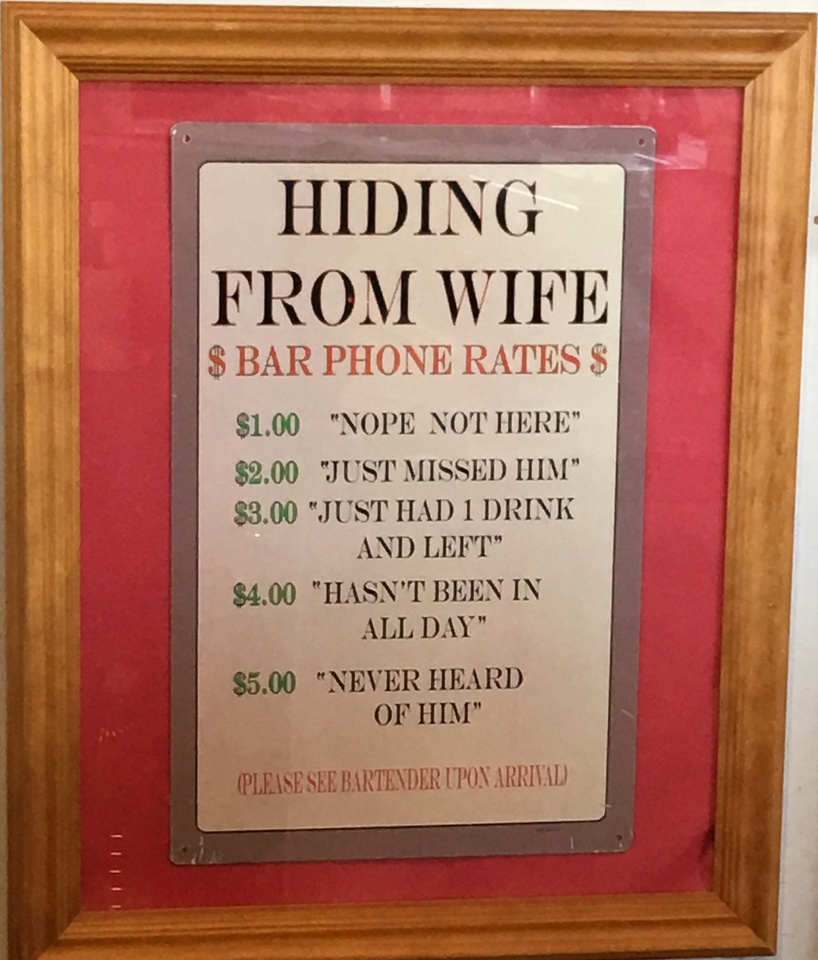 HIDING
FROM WIFE
$ BAR PHONE RATES $
$1.00 "NOPE NOT HERE"
$2.00 "JUST MISSED HIM"
$3.00 "JUST HAD 1 DRINK
AND LEFT"
$4.00 "HASN'T BEEN IN
ALL DAY"
$5.00 "NEVER HEARD
OF HIM"
(PLEASE SEE BARTENDER UPON ARRIVAL)